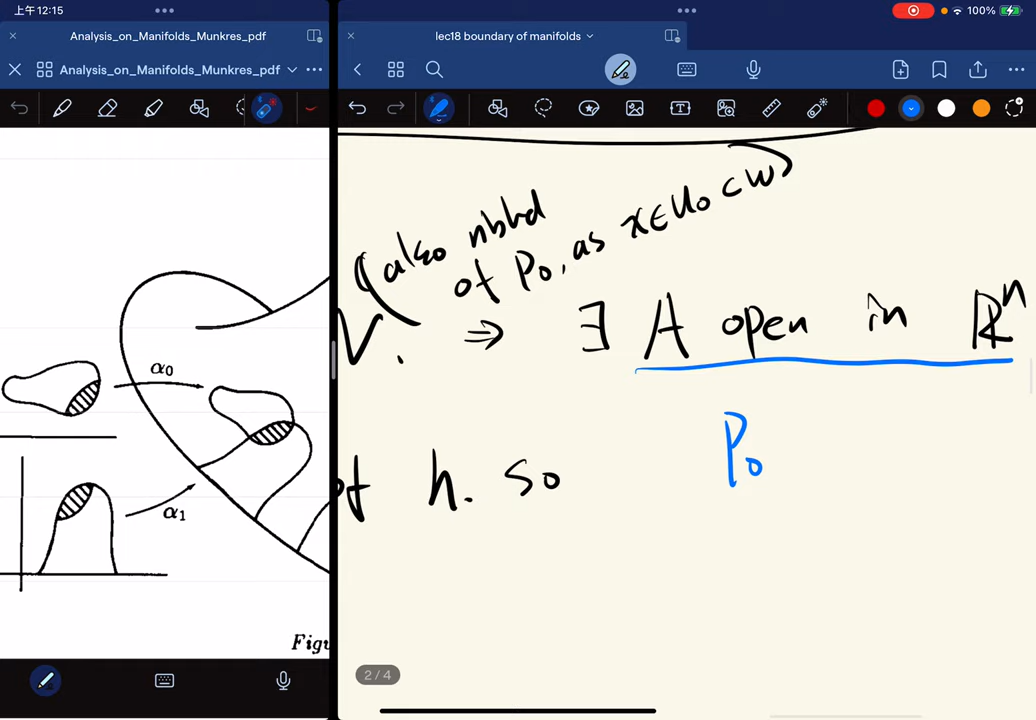 上午12:15
100%
Analysis_on_Manifolds_Munkres_pdf
lec18 boundary of manifolds
Analysis_on_Manifolds_Munkres_pdf
(also nbhd
of P₀, as x∈U₀⊂W)
V. ⇒ ∃ A open in ℝⁿ
P₀
of h. so
α₀
α₁
Figu
2 / 4